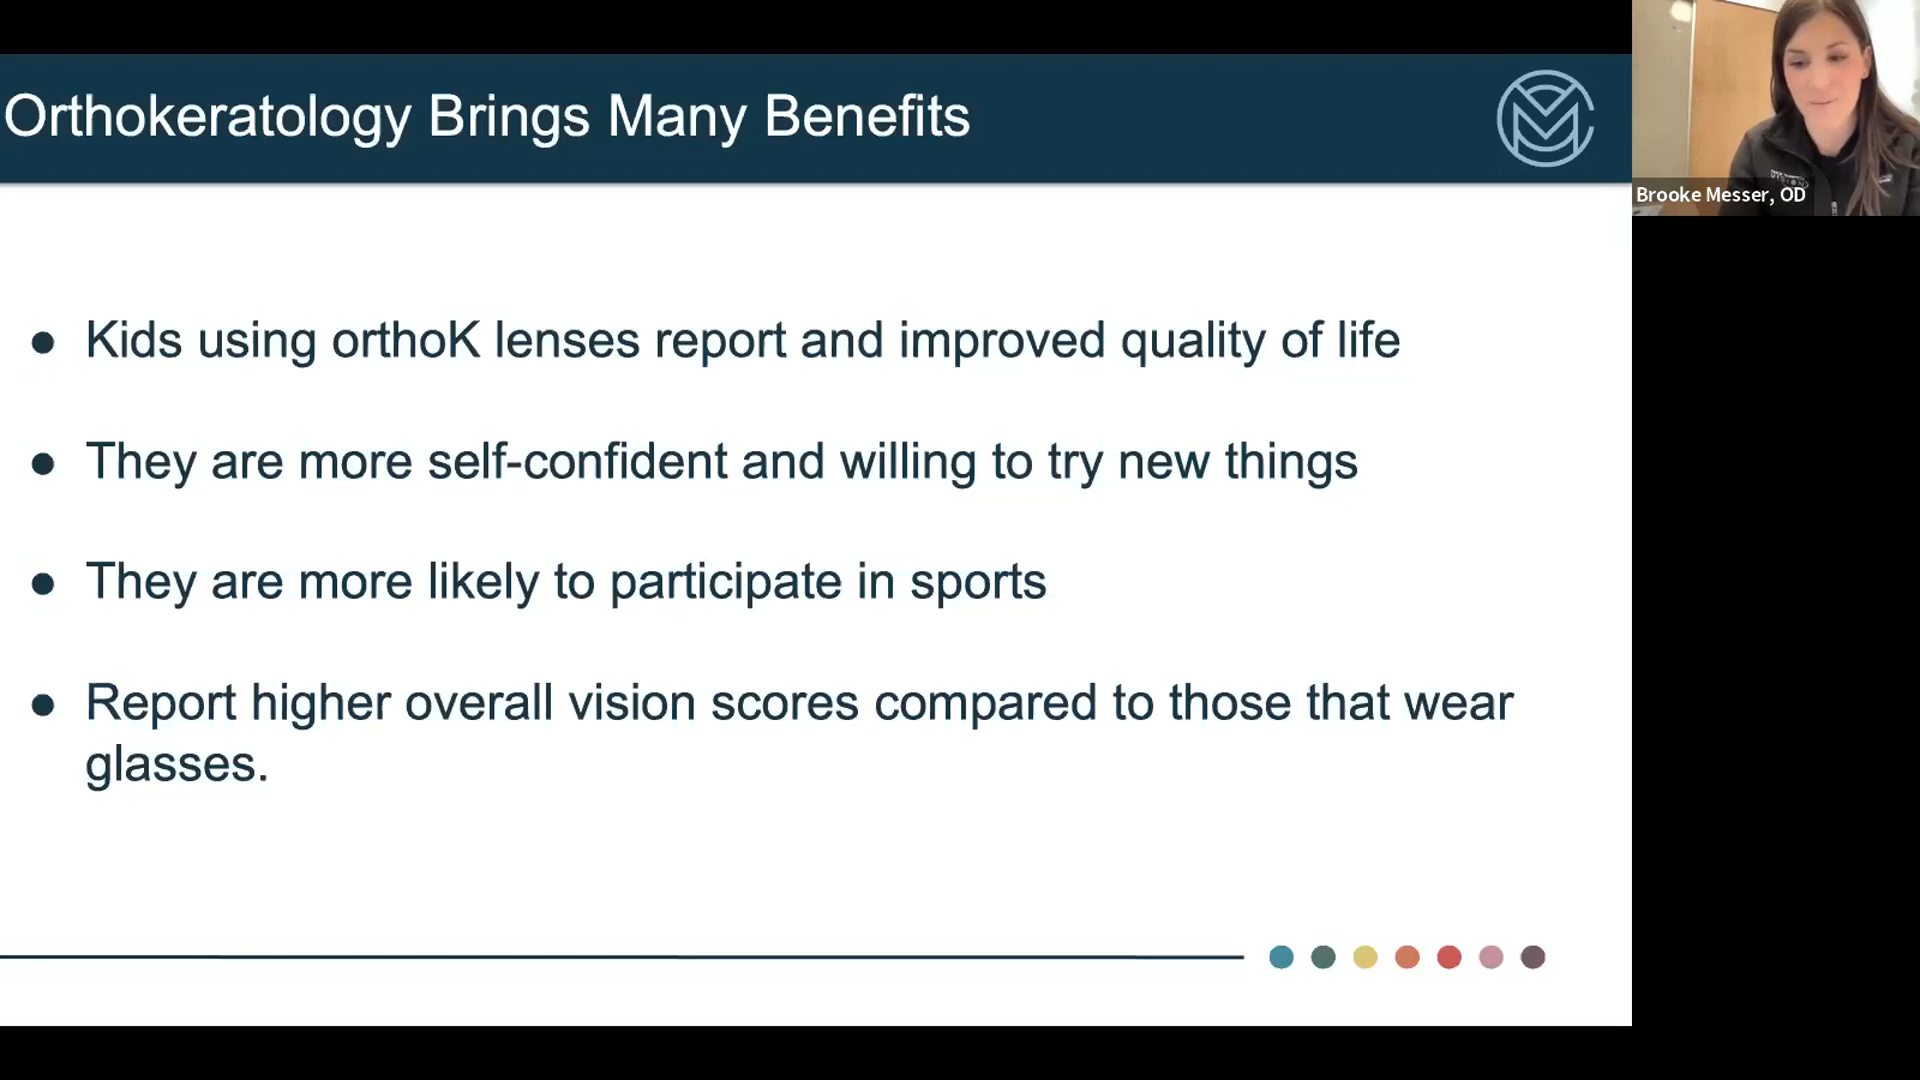 Orthokeratology Brings Many Benefits
Brooke Messer, OD
● Kids using orthoK lenses report and improved quality of life
● They are more self-confident and willing to try new things
● They are more likely to participate in sports
● Report higher overall vision scores compared to those that wear
glasses.